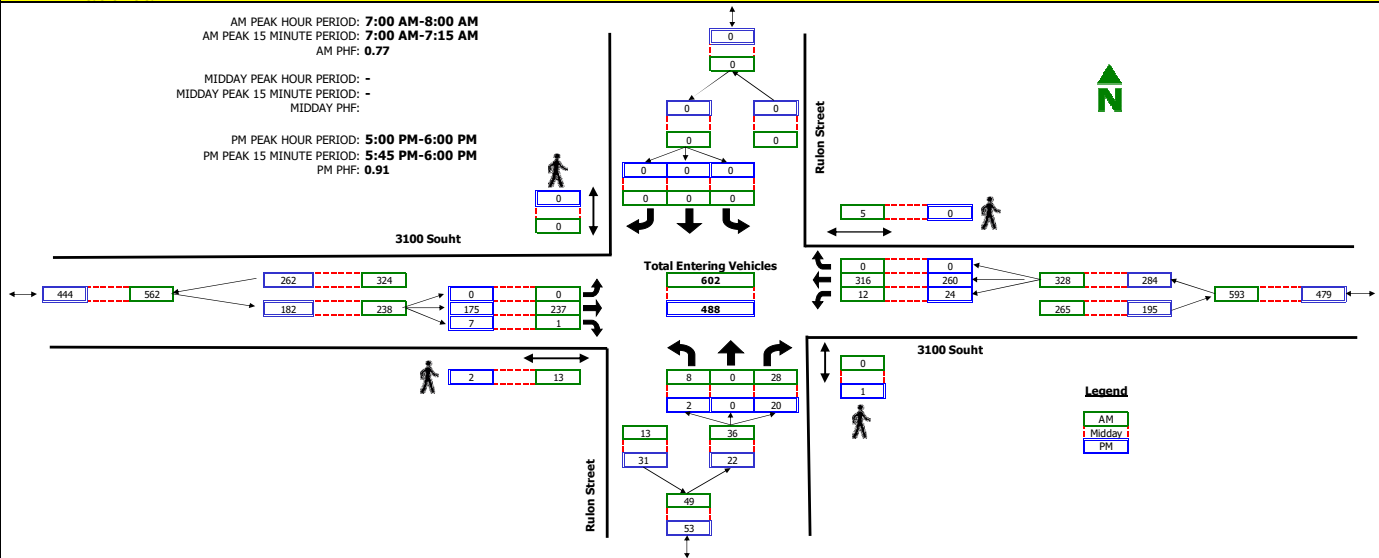 AM PEAK HOUR PERIOD: 7:00 AM-8:00 AM
AM PEAK 15 MINUTE PERIOD: 7:00 AM-7:15 AM
AM PHF: 0.77
MIDDAY PEAK HOUR PERIOD: -
MIDDAY PEAK 15 MINUTE PERIOD: -
MIDDAY PHF:
PM PEAK HOUR PERIOD: 5:00 PM-6:00 PM
PM PEAK 15 MINUTE PERIOD: 5:45 PM-6:00 PM
PM PHF: 0.91
0
0
0 0
0 0
0 0 0
0 0 0
Rulon Street
N
0
0
5 0
3100 Souht
Total Entering Vehicles
602
488
262 324
444 562
182 238
0 0
175 237
7 1
0 0
316 260
12 24
328 284
593 479
265 195
3100 Souht
2 13
8 0 28
2 0 20
13 36
31 22
49
53
Rulon Street
0
1
Legend
AM
Midday
PM